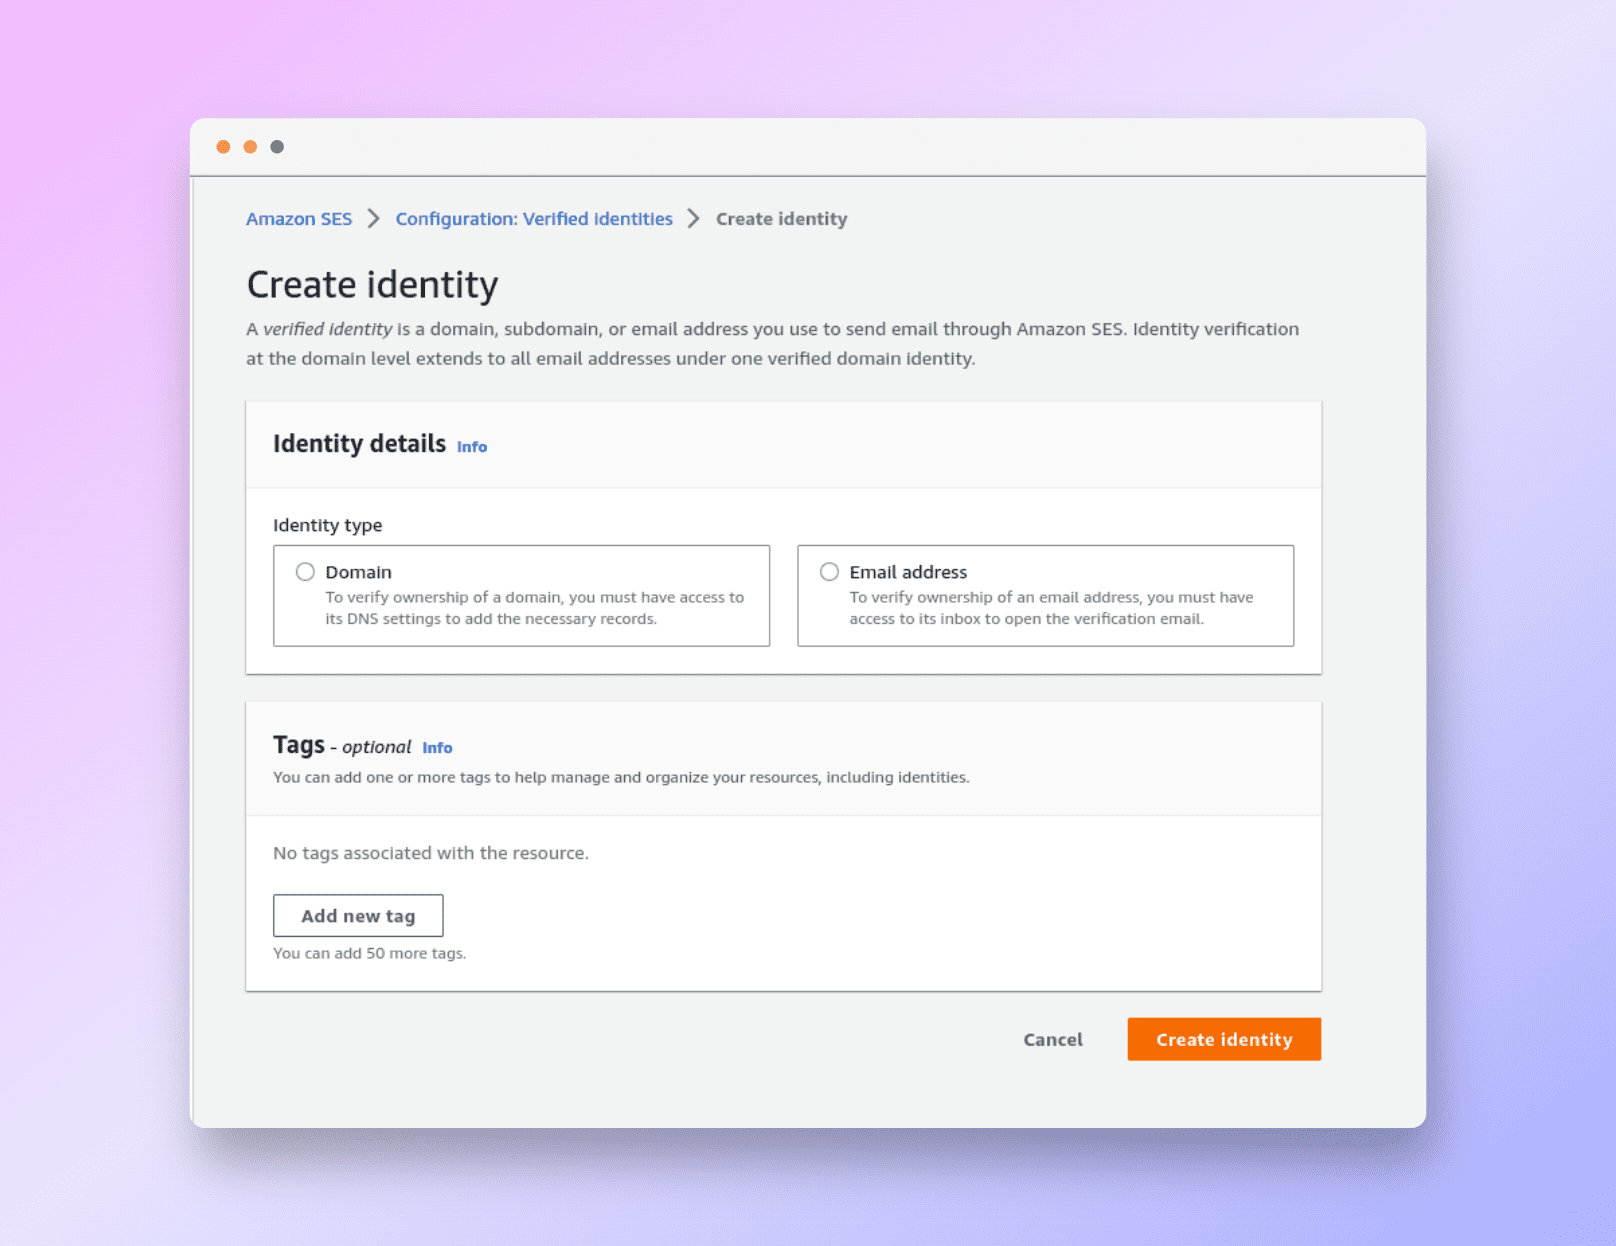 Amazon SES > Configuration: Verified identities > Create identity
Create identity
A verified identity is a domain, subdomain, or email address you use to send email through Amazon SES. Identity verification
at the domain level extends to all email addresses under one verified domain identity.
Identity details Info
Identity type
Domain
To verify ownership of a domain, you must have access to
its DNS settings to add the necessary records.
Email address
To verify ownership of an email address, you must have
access to its inbox to open the verification email.
Tags - optional Info
You can add one or more tags to help manage and organize your resources, including identities.
No tags associated with the resource.
Add new tag
You can add 50 more tags.
Cancel Create identity